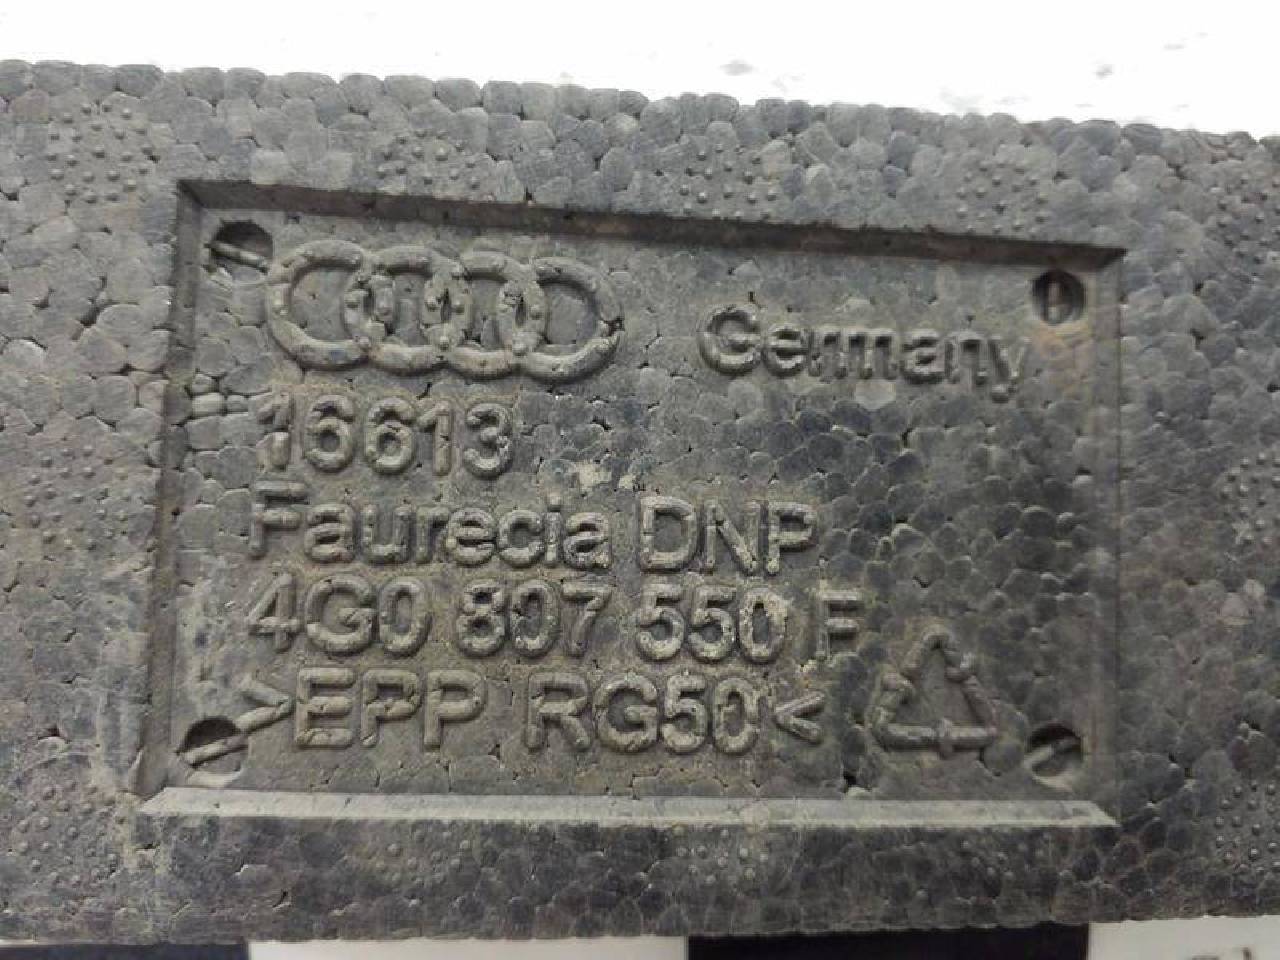 Germany
16613
Faurecia DNP
4G0 807 550 F
>EPP RG50<